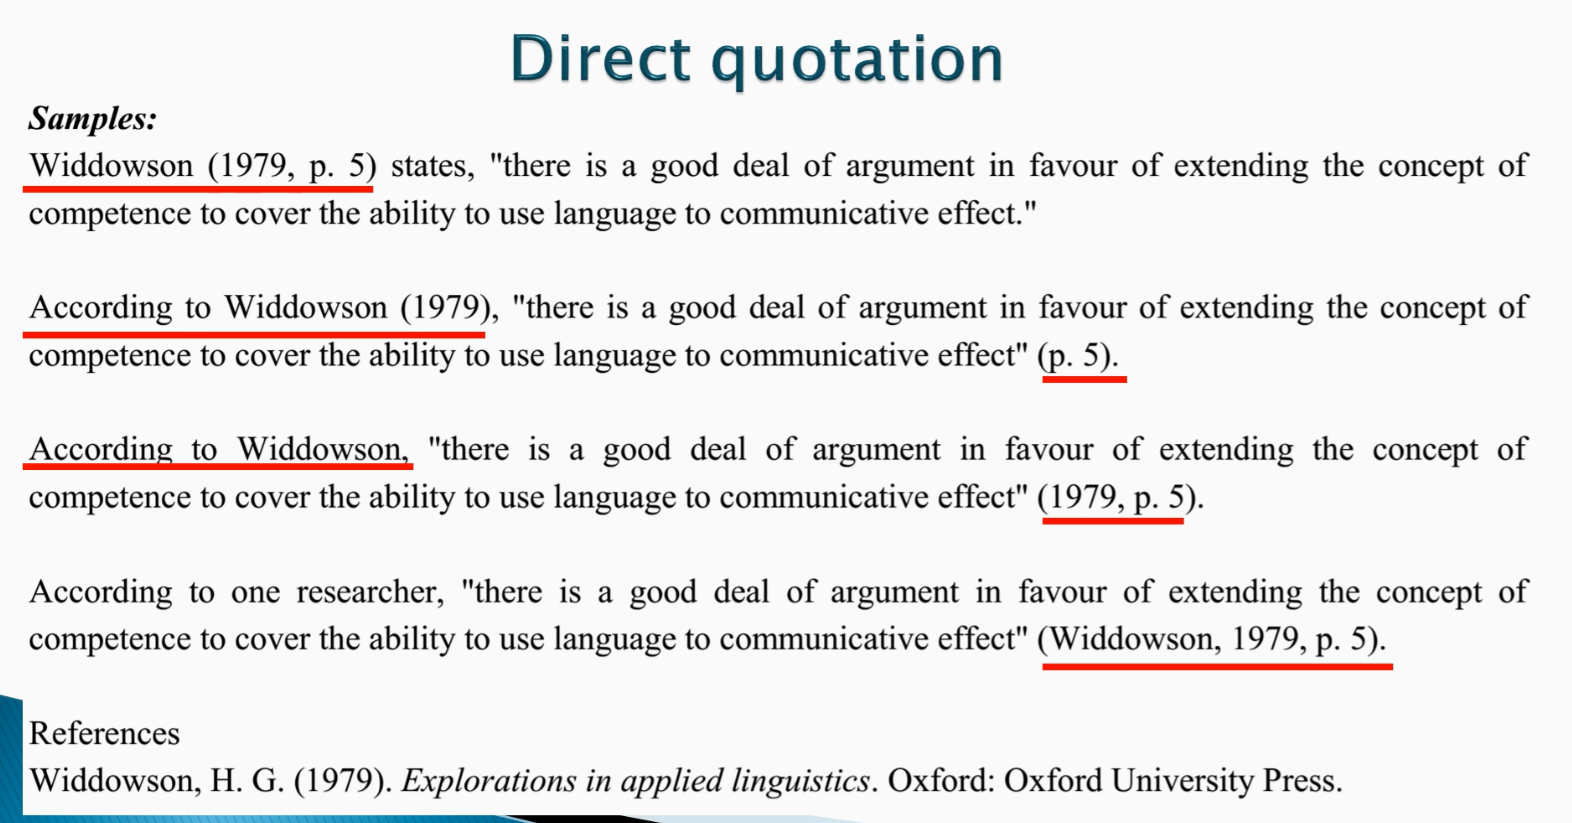 Direct quotation
Samples:
Widdowson (1979, p. 5) states, "there is a good deal of argument in favour of extending the concept of
competence to cover the ability to use language to communicative effect."
According to Widdowson (1979), "there is a good deal of argument in favour of extending the concept of
competence to cover the ability to use language to communicative effect" (p. 5).
According to Widdowson, "there is a good deal of argument in favour of extending the concept of
competence to cover the ability to use language to communicative effect" (1979, p. 5).
According to one researcher, "there is a good deal of argument in favour of extending the concept of
competence to cover the ability to use language to communicative effect" (Widdowson, 1979, p. 5).
References
Widdowson, H. G. (1979). Explorations in applied linguistics. Oxford: Oxford University Press.